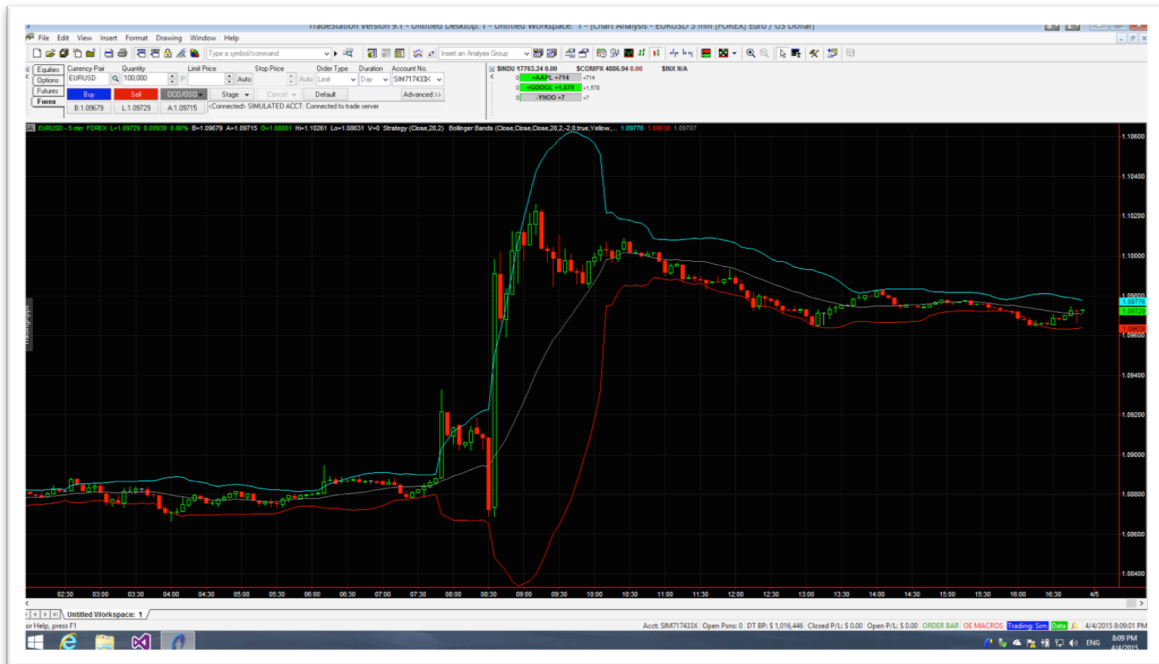 TradeStation Version 9.1 - Untitled Desktop: 1 - Untitled Workspace: 1 - [Chart Analysis - EURUSD 5 min [FOREX] Euro / US Dollar]
File Edit View Insert Format Drawing Window Help
Type a symbol/command Insert an Analysis Group
Equities Currency Pair Quantity Limit Price Stop Price Order Type Duration Account No.
Options EURUSD 100,000 P Auto Auto Limit Day SIM717433X
Futures Buy Sell OCO/OSO Stage Cancel Default Advanced>>
Forex B:1.09679 L:1.09729 A:1.09715 <Connected> SIMULATED ACCT: Connected to trade server
$INDU 17763.24 0.00 $COMPX 4886.94 0.00 $INX N/A
0 +AAPL +714 +714
0 +GOOGL +1,578 +1,578
0 -YHOO +7 +7
EURUSD - 5 min FOREX L=1.09729 0.00939 0.86% B=1.09679 A=1.09715 O=1.08801 Hi=1.10261 Lo=1.08631 V=0 Strategy (Close,20,2) Bollinger Bands (Close,Close,Close,20,2,-2,0,true,Yellow,... 1.09776 1.09638 1.09707
1.10600
1.10400
1.10200
1.10000
1.09800
1.09776
1.09729
1.09638
1.09600
1.09400
1.09200
1.09000
1.08800
1.08600
1.08400
02:30 03:00 03:30 04:00 04:30 05:00 05:30 06:00 06:30 07:00 07:30 08:00 08:30 09:00 09:30 10:00 10:30 11:00 11:30 12:00 12:30 13:00 13:30 14:00 14:30 15:00 15:30 16:00 16:30 4/5
Untitled Workspace: 1
or Help, press F1 Acct: SIM717433X Open Psns: 0 DT BP: $ 1,016,446 Closed P/L: $ 0.00 Open P/L: $ 0.00 ORDER BAR OE MACROS Trading: Sim Data 4/4/2015 8:09:01 PM
ENG 8:09 PM
4/4/2015